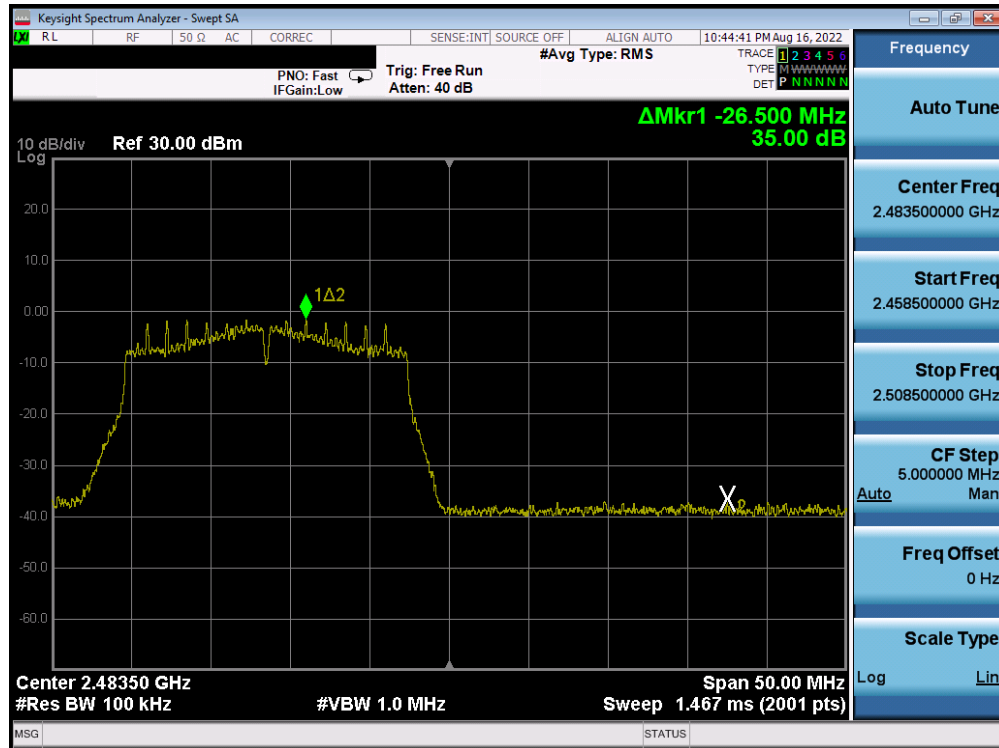 Keysight Spectrum Analyzer - Swept SA
LXI RL RF 50 Ω AC CORREC SENSE:INT SOURCE OFF ALIGN AUTO 10:44:41 PM Aug 16, 2022
#Avg Type: RMS
TRACE 1 2 3 4 5 6
TYPE M W W W W W
DET P N N N N N
PNO: Fast
IFGain:Low
Trig: Free Run
Atten: 40 dB
ΔMkr1 -26.500 MHz
35.00 dB
10 dB/div Ref 30.00 dBm
Log
20.0
10.0
0.00
-10.0
-20.0
-30.0
-40.0
-50.0
-60.0
1Δ2
X2
Center 2.48350 GHz
#Res BW 100 kHz
#VBW 1.0 MHz
Span 50.00 MHz
Sweep 1.467 ms (2001 pts)
MSG
STATUS
Frequency
Auto Tune
Center Freq
2.483500000 GHz
Start Freq
2.458500000 GHz
Stop Freq
2.508500000 GHz
CF Step
5.000000 MHz
Auto Man
Freq Offset
0 Hz
Scale Type
Log Lin